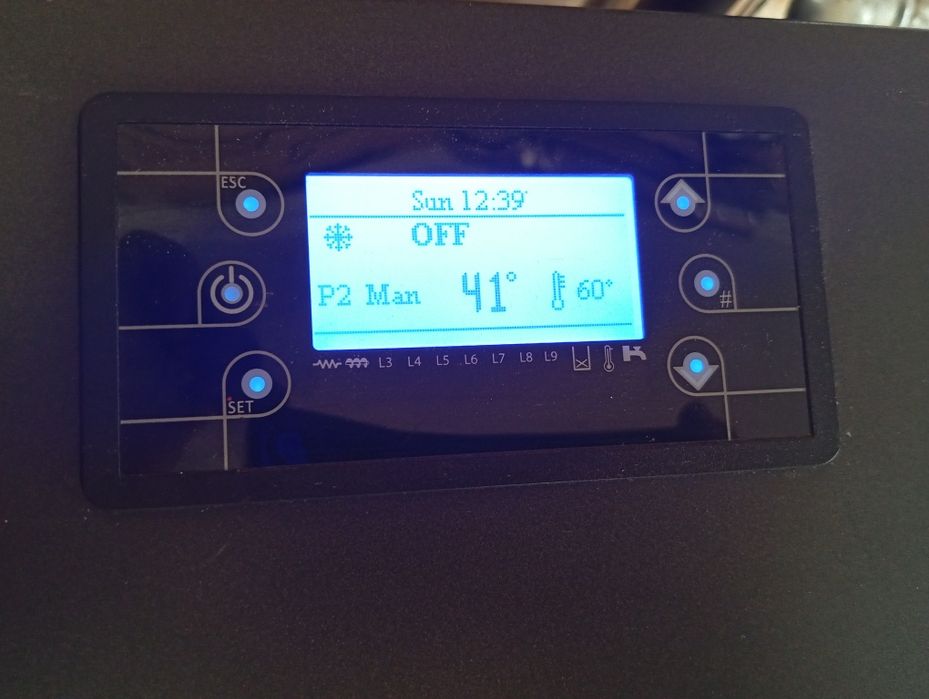 ESC
Sun 12:39
OFF
P2 Man 41° 60°
#
L3 L4 L5 L6 L7 L8 L9
SET